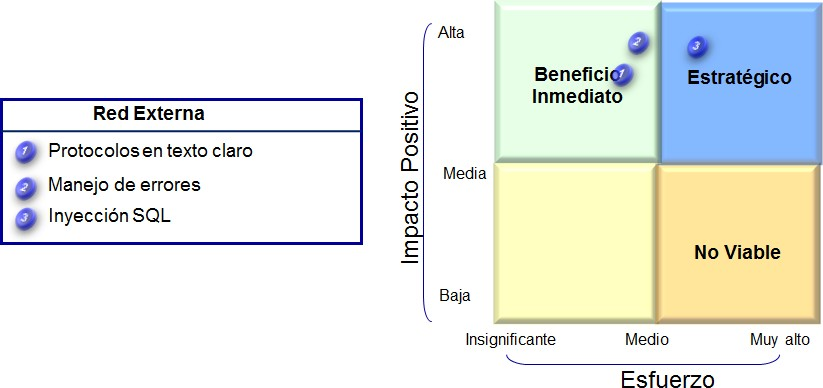 Red Externa
1 Protocolos en texto claro
2 Manejo de errores
3 Inyección SQL
Impacto Positivo
Alta
Media
Baja
2
1
Beneficio
Inmediato
3
Estratégico
No Viable
Insignificante Medio Muy alto
Esfuerzo